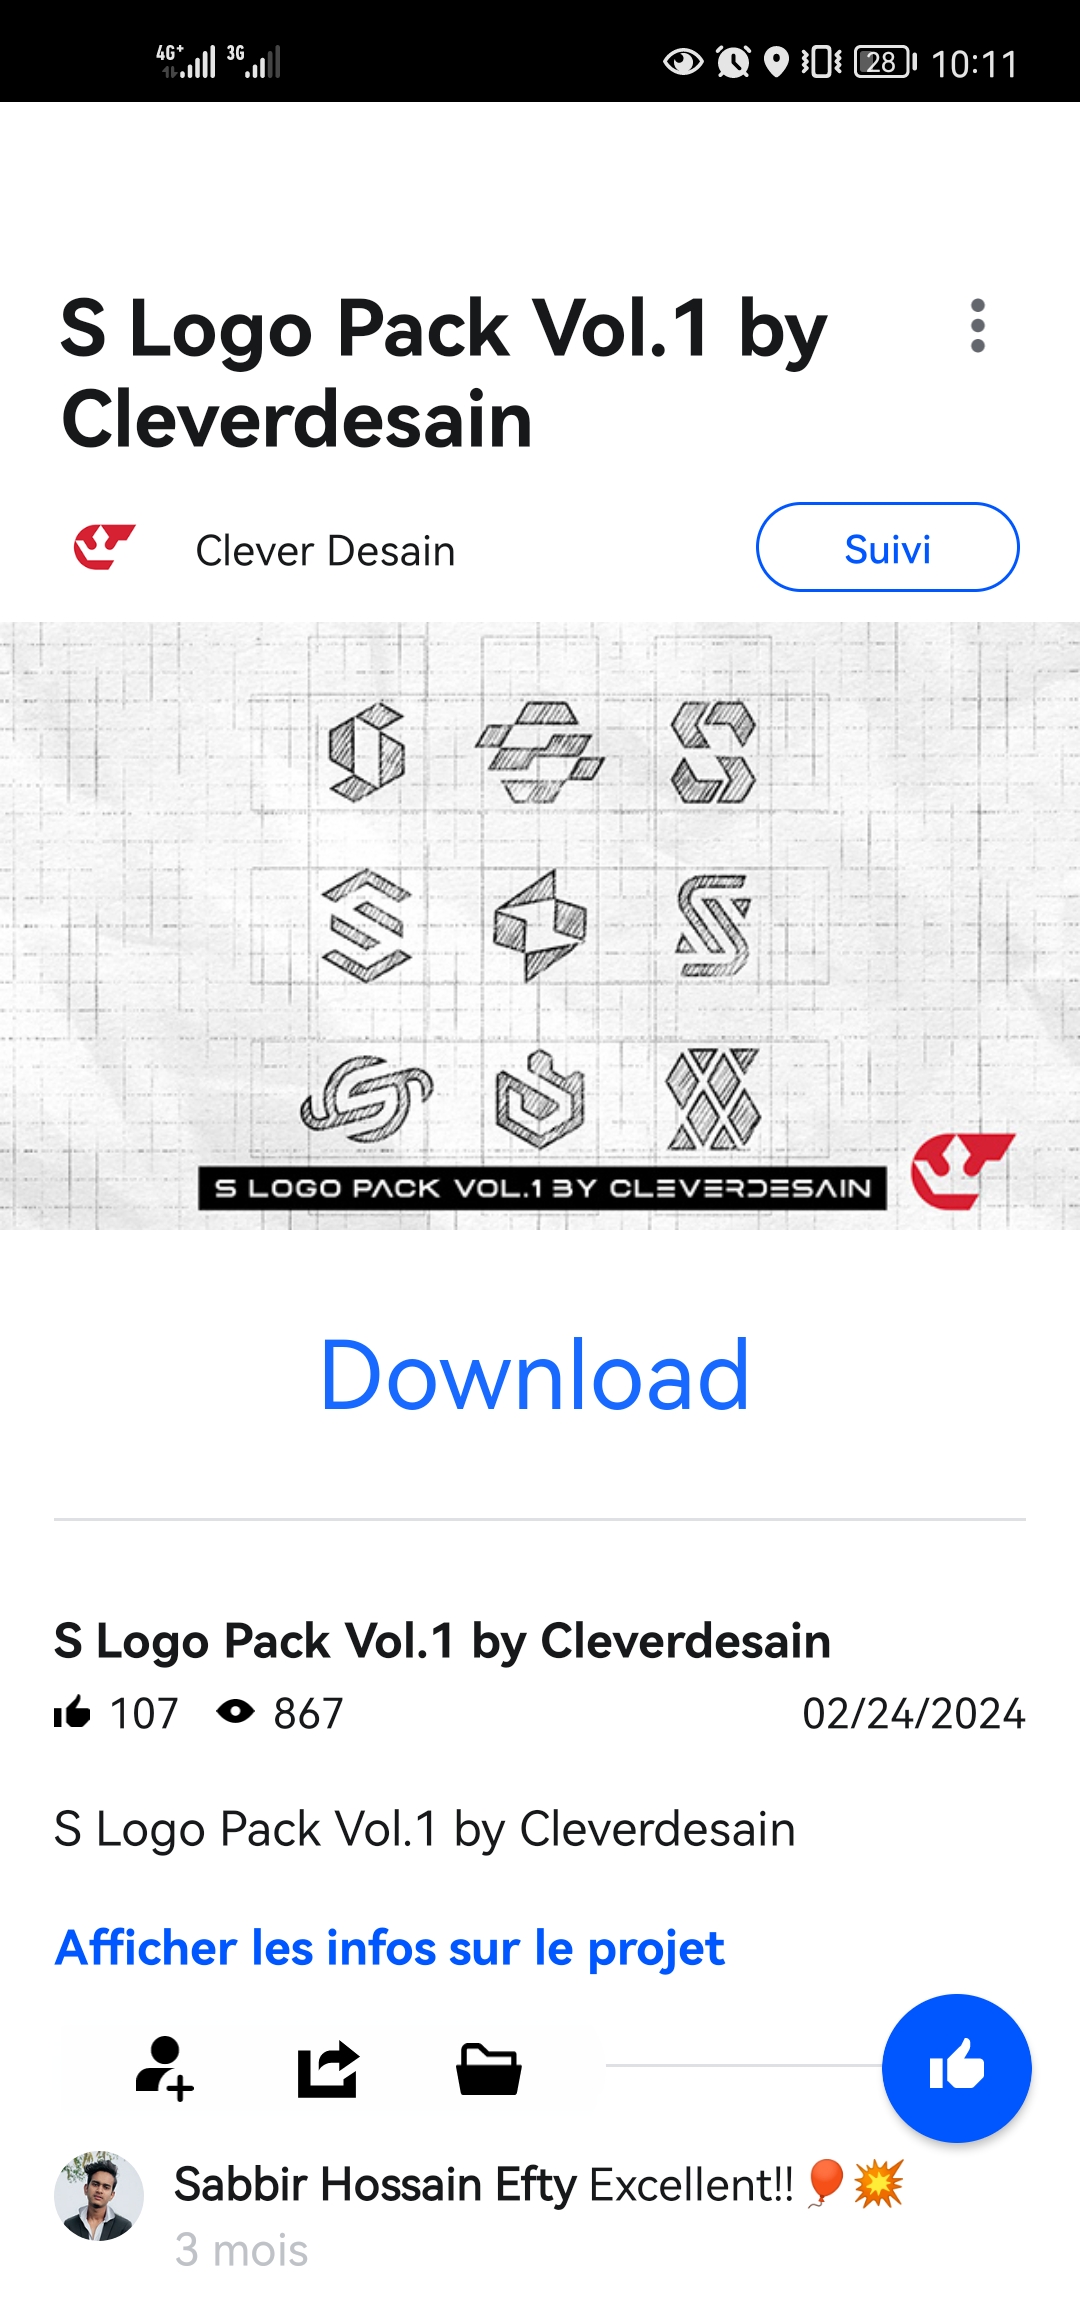 4G+ 3G 28 10:11
S Logo Pack Vol.1 by
Cleverdesain
Clever Desain
Suivi
S LOGO PACK VOL.1 BY CLEVERDESAIN
Download
S Logo Pack Vol.1 by Cleverdesain
107 867 02/24/2024
S Logo Pack Vol.1 by Cleverdesain
Afficher les infos sur le projet
Sabbir Hossain Efty Excellent!! 🎈💥
3 mois